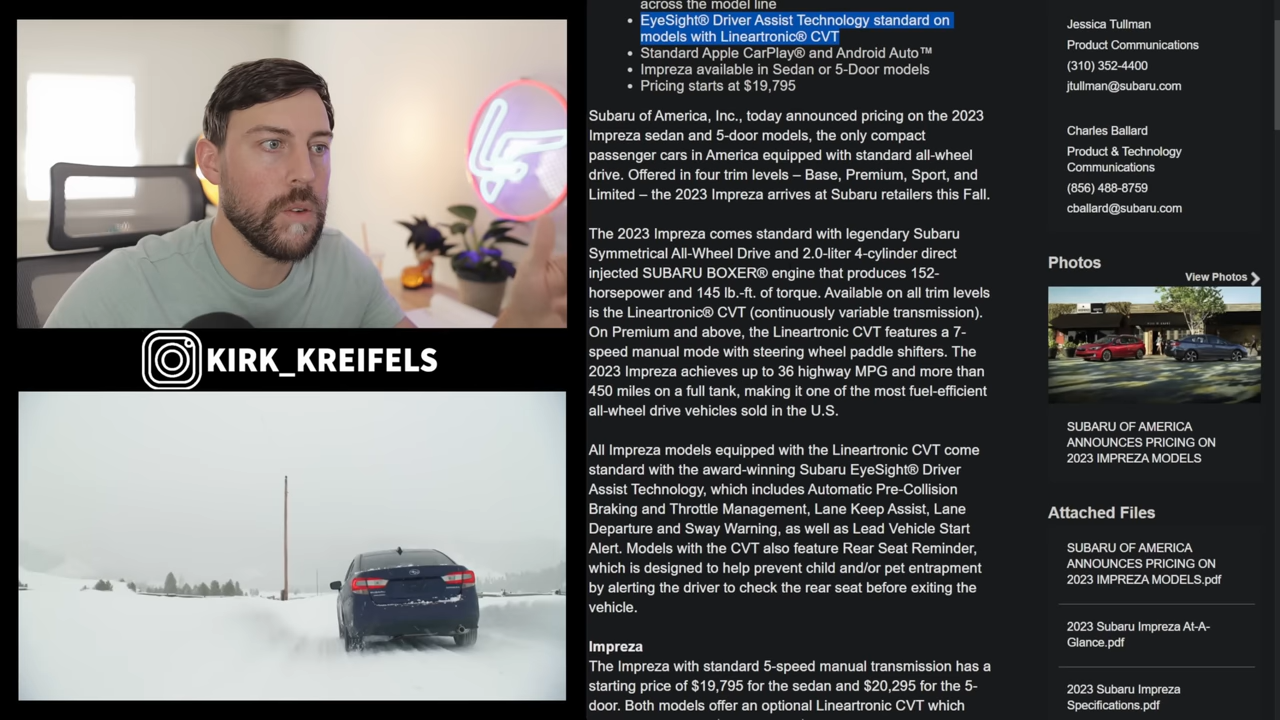 across the model line
EyeSight® Driver Assist Technology standard on
models with Lineartronic® CVT
Standard Apple CarPlay® and Android Auto™
Impreza available in Sedan or 5-Door models
Pricing starts at $19,795
Subaru of America, Inc., today announced pricing on the 2023
Impreza sedan and 5-door models, the only compact
passenger cars in America equipped with standard all-wheel
drive. Offered in four trim levels – Base, Premium, Sport, and
Limited – the 2023 Impreza arrives at Subaru retailers this Fall.
The 2023 Impreza comes standard with legendary Subaru
Symmetrical All-Wheel Drive and 2.0-liter 4-cylinder direct
injected SUBARU BOXER® engine that produces 152-
horsepower and 145 lb.-ft. of torque. Available on all trim levels
is the Lineartronic® CVT (continuously variable transmission).
On Premium and above, the Lineartronic CVT features a 7-
speed manual mode with steering wheel paddle shifters. The
2023 Impreza achieves up to 36 highway MPG and more than
450 miles on a full tank, making it one of the most fuel-efficient
all-wheel drive vehicles sold in the U.S.
All Impreza models equipped with the Lineartronic CVT come
standard with the award-winning Subaru EyeSight® Driver
Assist Technology, which includes Automatic Pre-Collision
Braking and Throttle Management, Lane Keep Assist, Lane
Departure and Sway Warning, as well as Lead Vehicle Start
Alert. Models with the CVT also feature Rear Seat Reminder,
which is designed to help prevent child and/or pet entrapment
by alerting the driver to check the rear seat before exiting the
vehicle.
Impreza
The Impreza with standard 5-speed manual transmission has a
starting price of $19,795 for the sedan and $20,295 for the 5-
door. Both models offer an optional Lineartronic CVT which
Jessica Tullman
Product Communications
(310) 352-4400
jtullman@subaru.com
Charles Ballard
Product & Technology
Communications
(856) 488-8759
cballard@subaru.com
Photos
View Photos
SUBARU OF AMERICA
ANNOUNCES PRICING ON
2023 IMPREZA MODELS
Attached Files
SUBARU OF AMERICA
ANNOUNCES PRICING ON
2023 IMPREZA MODELS.pdf
2023 Subaru Impreza At-A-
Glance.pdf
2023 Subaru Impreza
Specifications.pdf
KIRK_KREIFELS